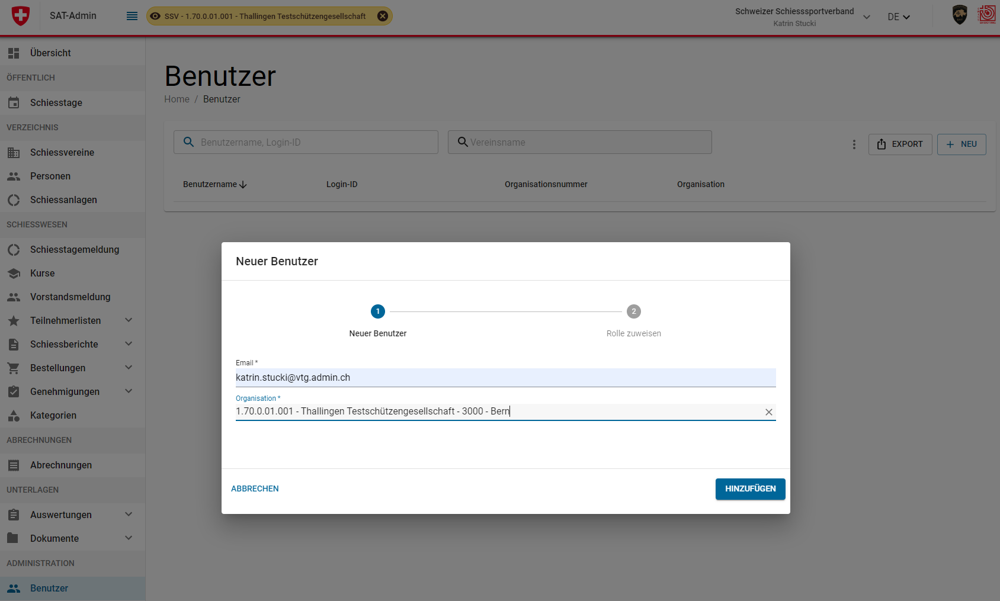 SAT-Admin
SSV - 1.70.0.01.001 - Thallingen Testschützengesellschaft
Schweizer Schiesssportverband
Katrin Stucki
DE
Übersicht
ÖFFENTLICH
Schiesstage
VERZEICHNIS
Schiessvereine
Personen
Schiessanlagen
SCHIESSWESEN
Schiesstagemeldung
Kurse
Vorstandsmeldung
Teilnehmerlisten
Schiessberichte
Bestellungen
Genehmigungen
Kategorien
ABRECHNUNGEN
Abrechnungen
UNTERLAGEN
Auswertungen
Dokumente
ADMINISTRATION
Benutzer
Benutzer
Home / Benutzer
Benutzername, Login-ID
Vereinsname
EXPORT
NEU
Benutzername
Login-ID
Organisationsnummer
Organisation
Neuer Benutzer
1
2
Neuer Benutzer
Rolle zuweisen
Email *
katrin.stucki@vtg.admin.ch
Organisation *
1.70.0.01.001 - Thallingen Testschützengesellschaft - 3000 - Bern
ABBRECHEN
HINZUFÜGEN